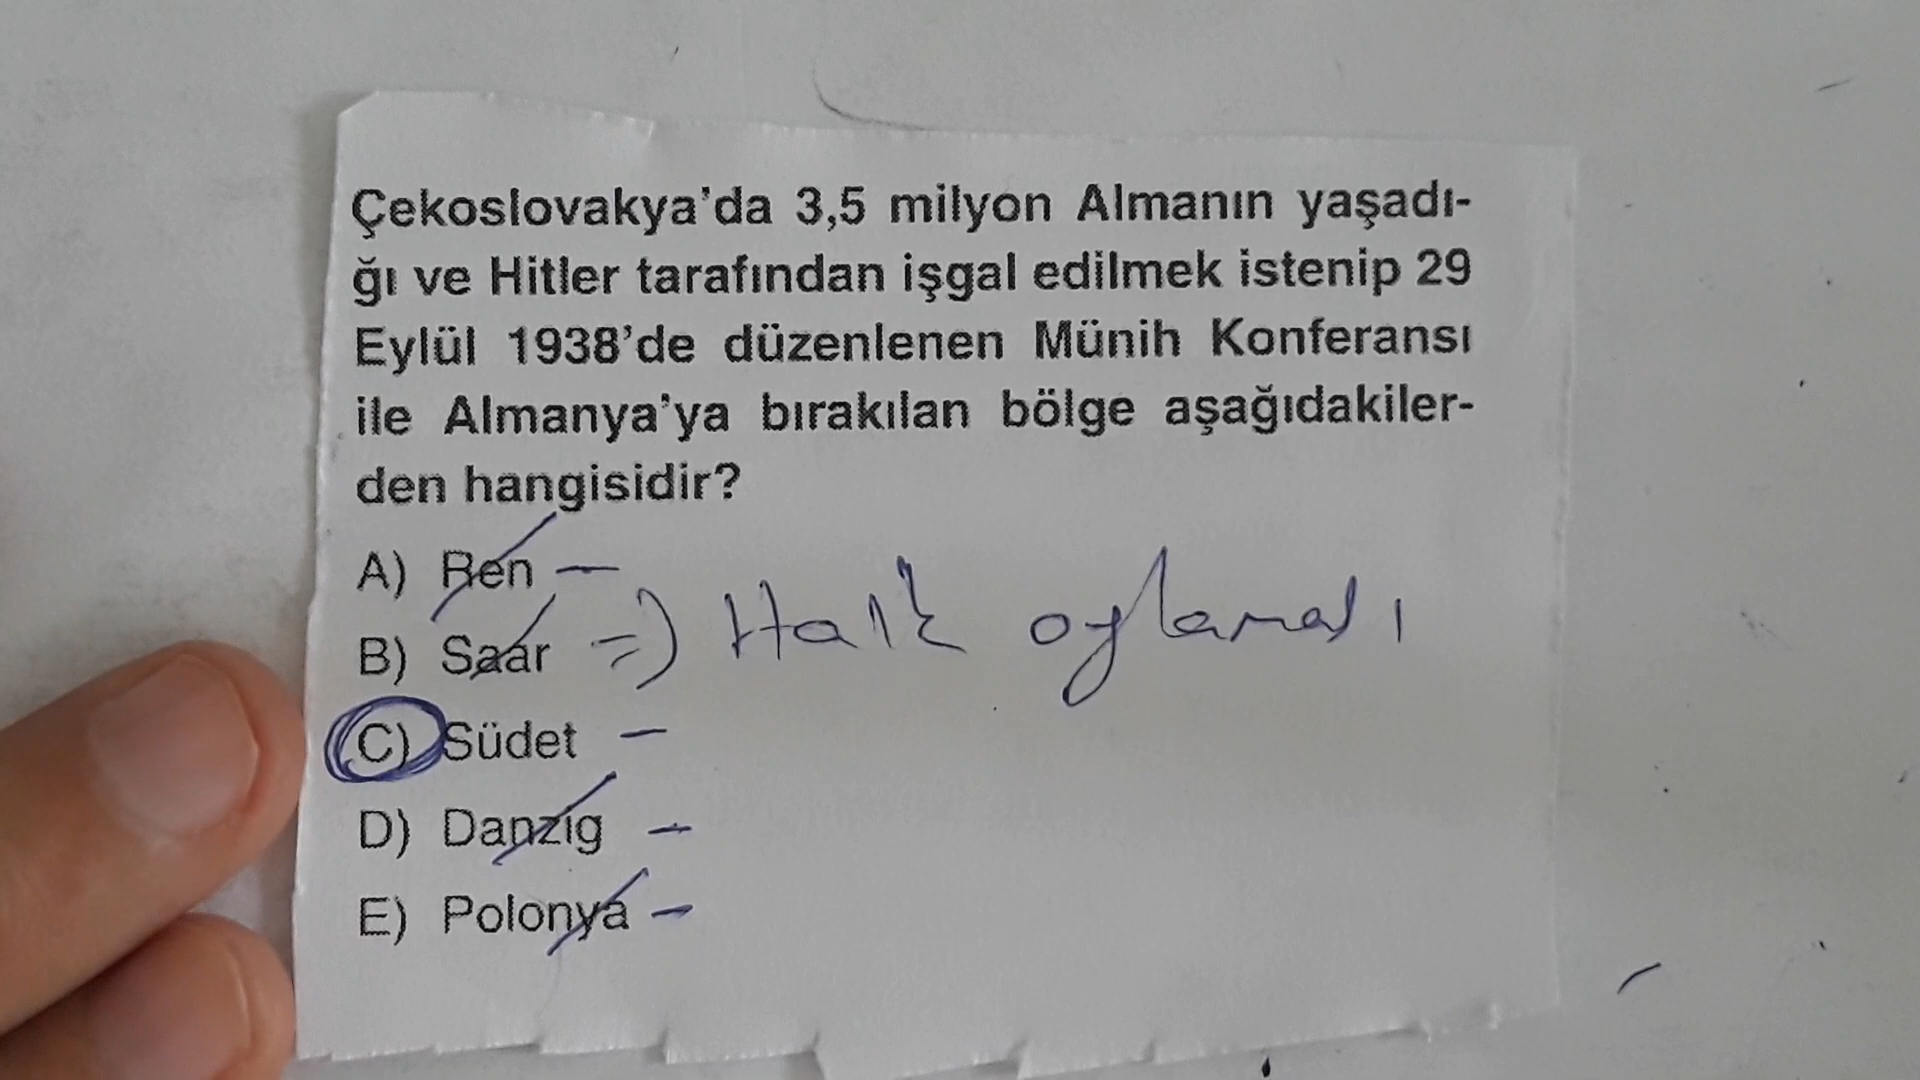 Çekoslovakya'da 3,5 milyon Almanın yaşadı-
ğı ve Hitler tarafından işgal edilmek istenip 29
Eylül 1938'de düzenlenen Münih Konferansı
ile Almanya'ya bırakılan bölge aşağıdakiler-
den hangisidir?
A) Ren –
B) Saar => Halk oylaması
C) Südet –
D) Danzig –
E) Polonya –